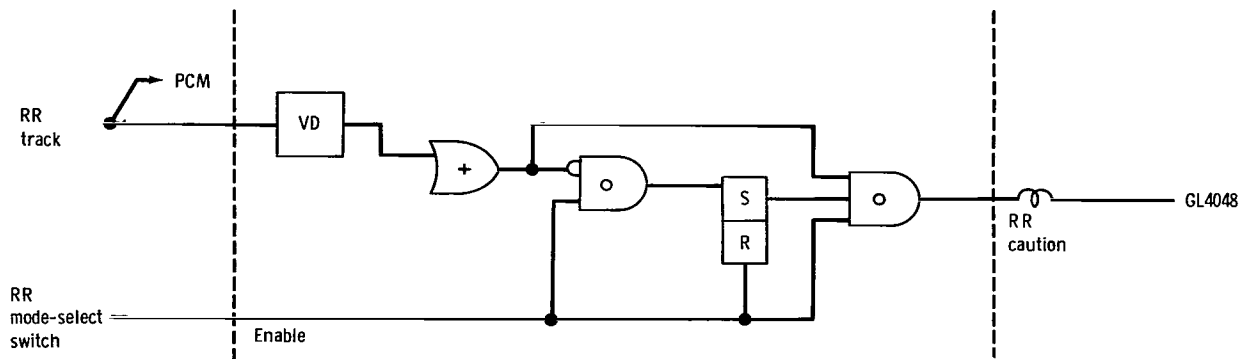 PCM
RR
track
VD
+
S
R
GL4048
RR
caution
RR
mode-select
switch
Enable